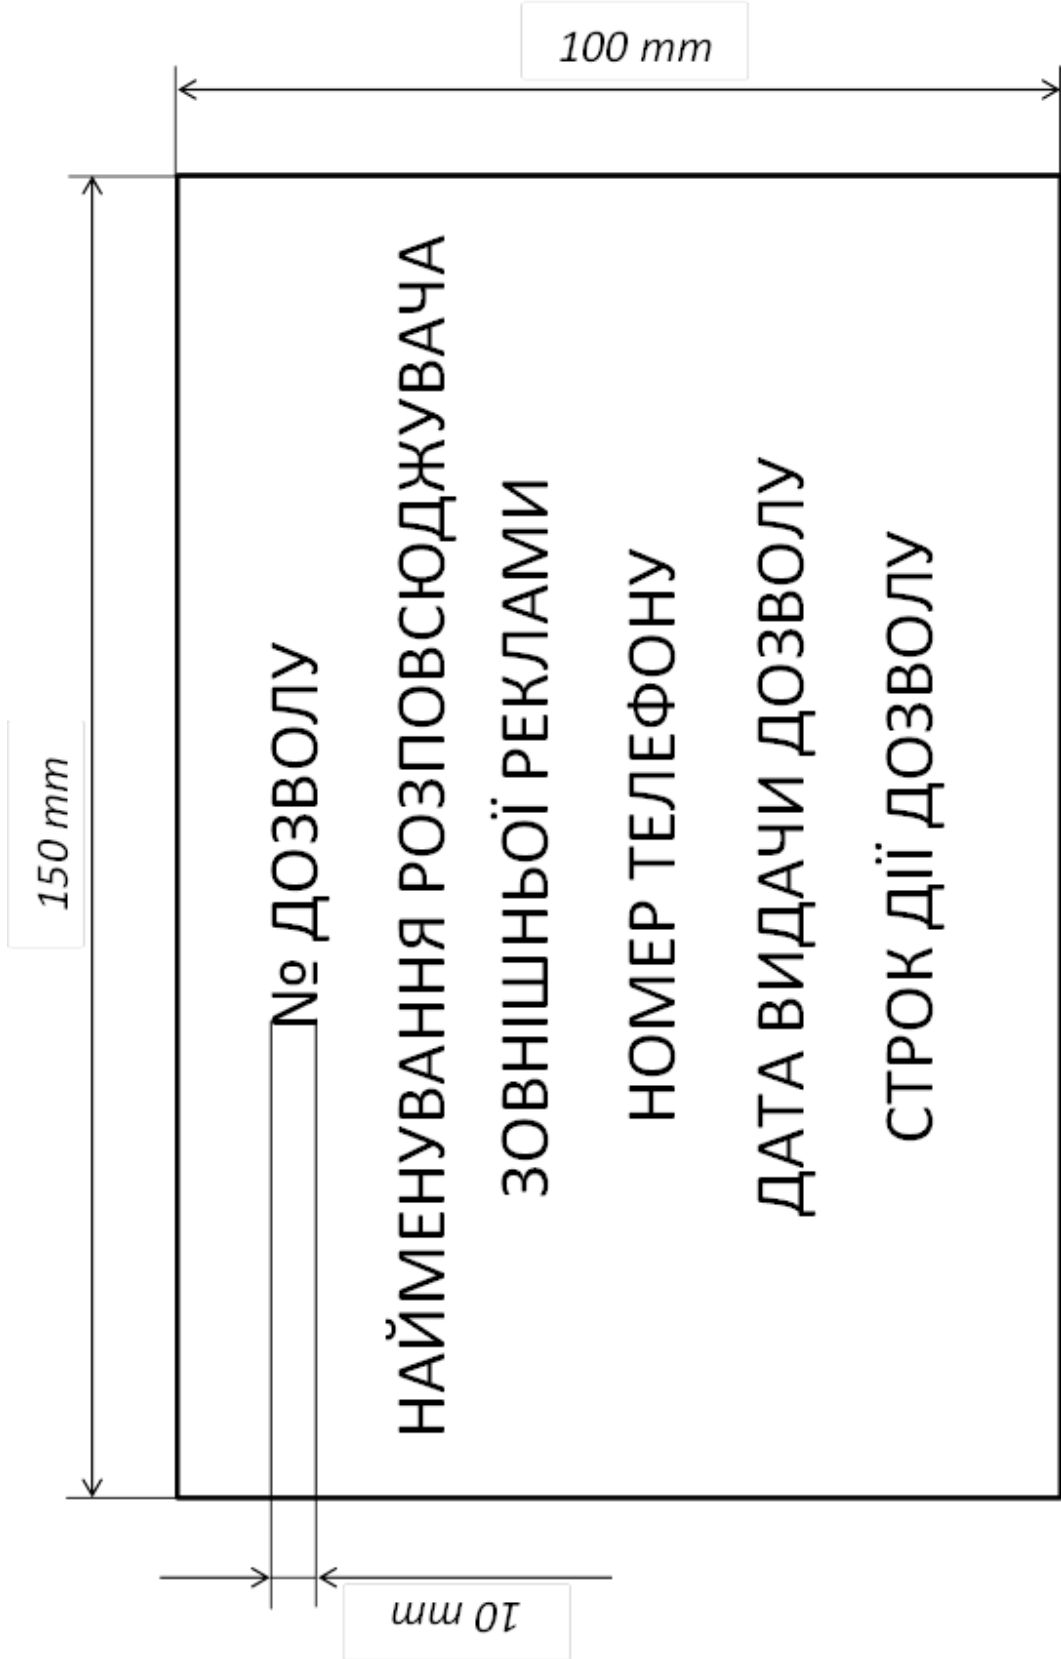 100 mm
150 mm
№ ДОЗВОЛУ
НАЙМЕНУВАННЯ РОЗПОВСЮДЖУВАЧА
ЗОВНІШНЬОЇ РЕКЛАМИ
НОМЕР ТЕЛЕФОНУ
ДАТА ВИДАЧИ ДОЗВОЛУ
СТРОК ДІЇ ДОЗВОЛУ
10 mm